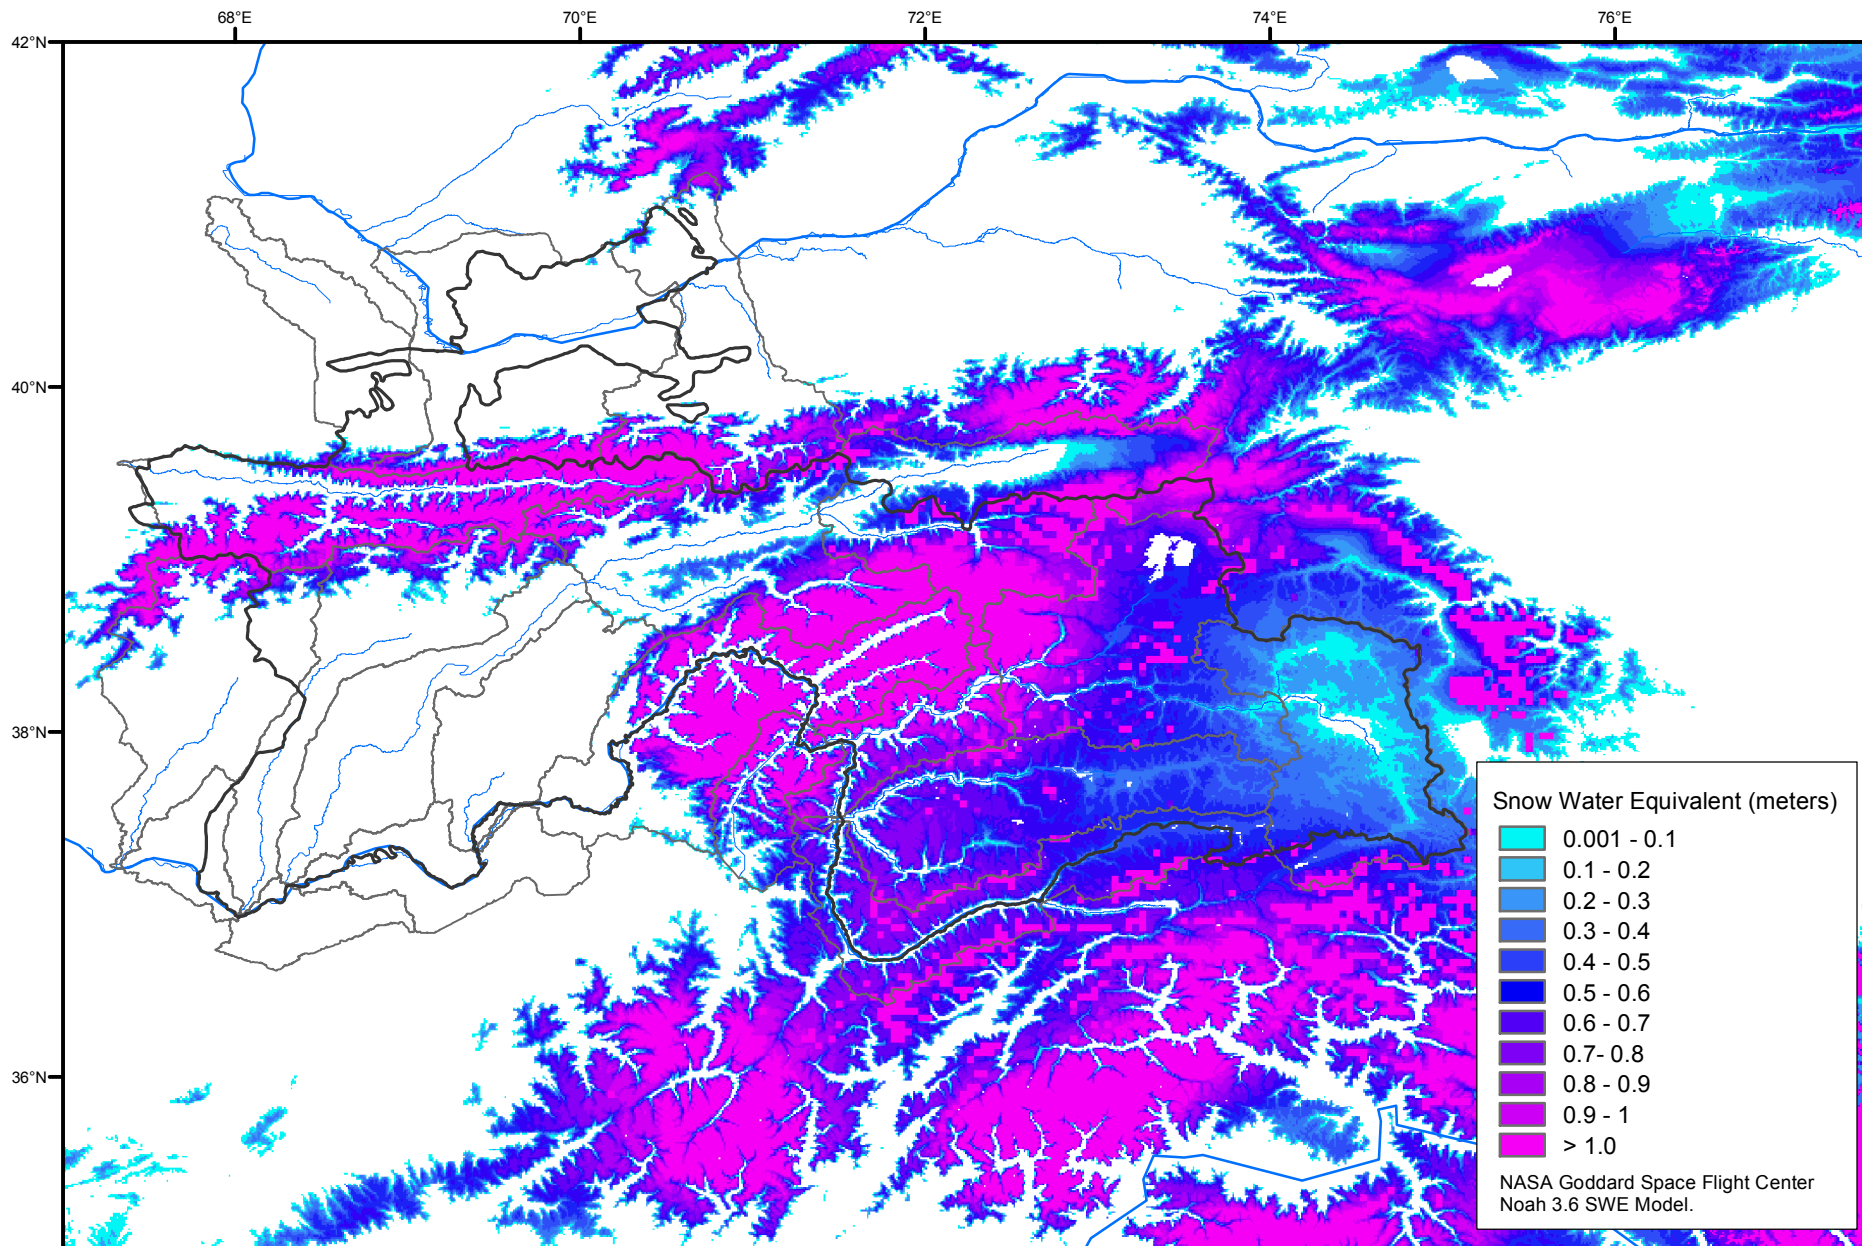 68°E
70°E
72°E
74°E
76°E
42°N
40°N
38°N
36°N
Snow Water Equivalent (meters)
0.001 - 0.1
0.1 - 0.2
0.2 - 0.3
0.3 - 0.4
0.4 - 0.5
0.5 - 0.6
0.6 - 0.7
0.7- 0.8
0.8 - 0.9
0.9 - 1
> 1.0
NASA Goddard Space Flight Center
Noah 3.6 SWE Model.